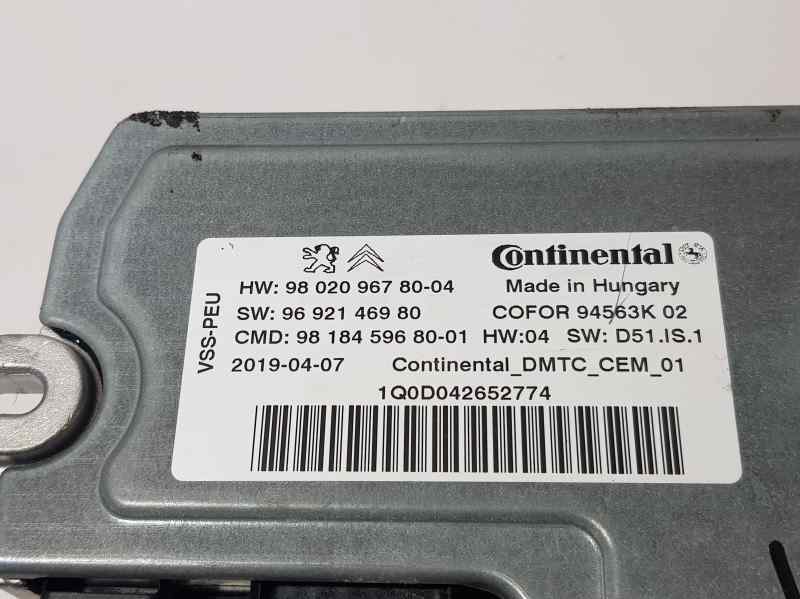 Continental
HW: 98 020 967 80-04
Made in Hungary
SW: 96 921 469 80
COFOR 94563K 02
CMD: 98 184 596 80-01 HW:04 SW: D51.IS.1
2019-04-07 Continental_DMTC_CEM_01
1Q0D042652774
VSS-PEU